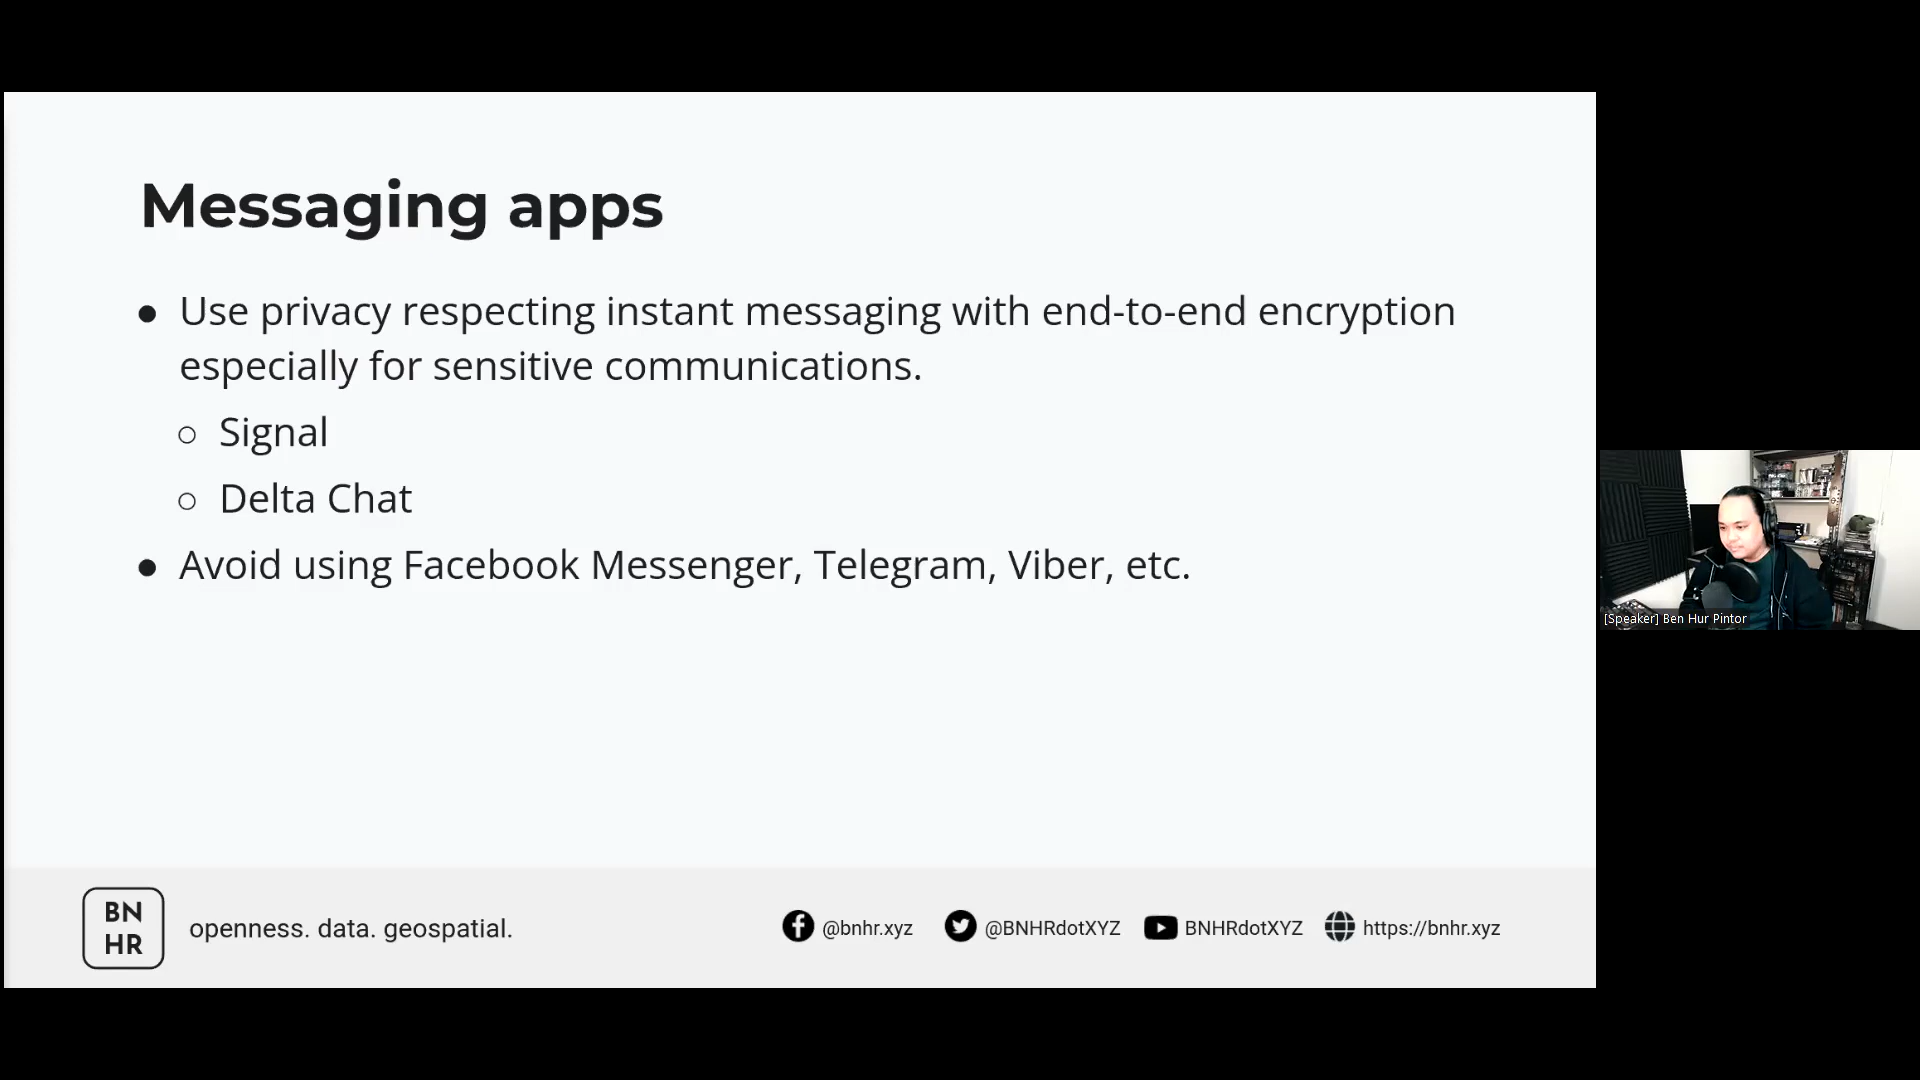 Messaging apps
● Use privacy respecting instant messaging with end-to-end encryption
especially for sensitive communications.
○ Signal
○ Delta Chat
● Avoid using Facebook Messenger, Telegram, Viber, etc.
[Speaker] Ben Hur Pintor
BN
HR
openness. data. geospatial.
@bnhr.xyz
@BNHRdotXYZ
BNHRdotXYZ
https://bnhr.xyz